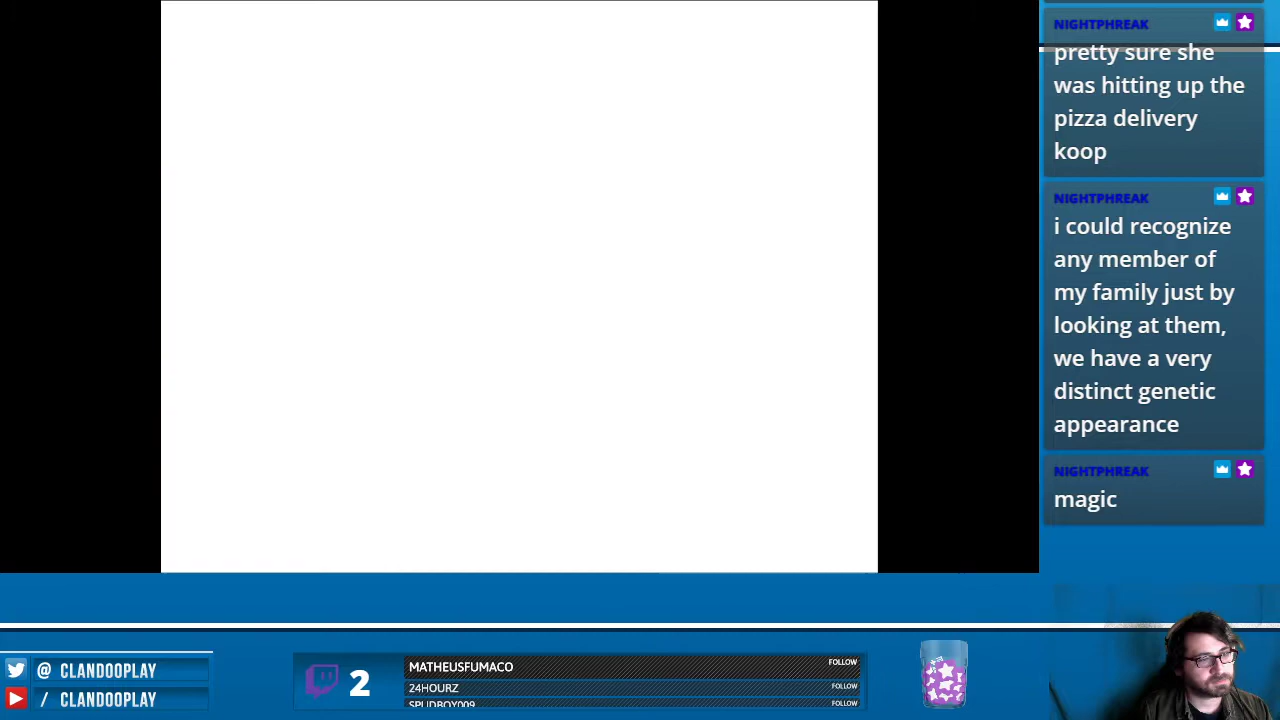 NIGHTPHREAK
pretty sure she
was hitting up the
pizza delivery
koop
NIGHTPHREAK
i could recognize
any member of
my family just by
looking at them,
we have a very
distinct genetic
appearance
NIGHTPHREAK
magic
@ CLANDOOPLAY
/ CLANDOOPLAY
2
MATHEUSFUMACO FOLLOW
24HOURZ FOLLOW
SPUDBOY009 FOLLOW